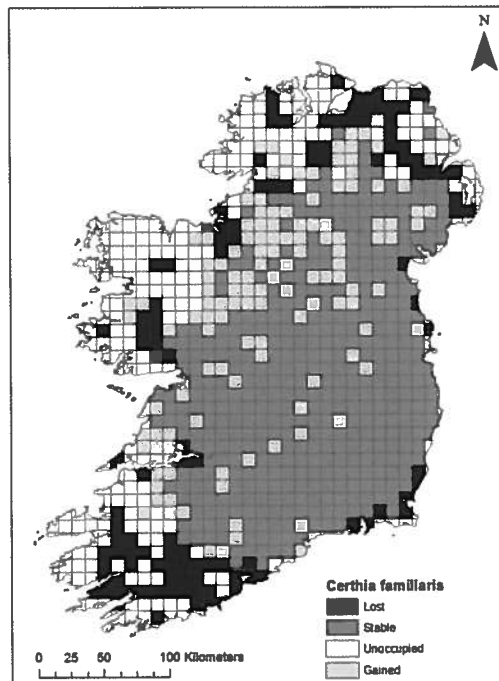 N
Certhia familiaris
Lost
Stable
Unoccupied
Gained
0 25 50 100 Kilometers